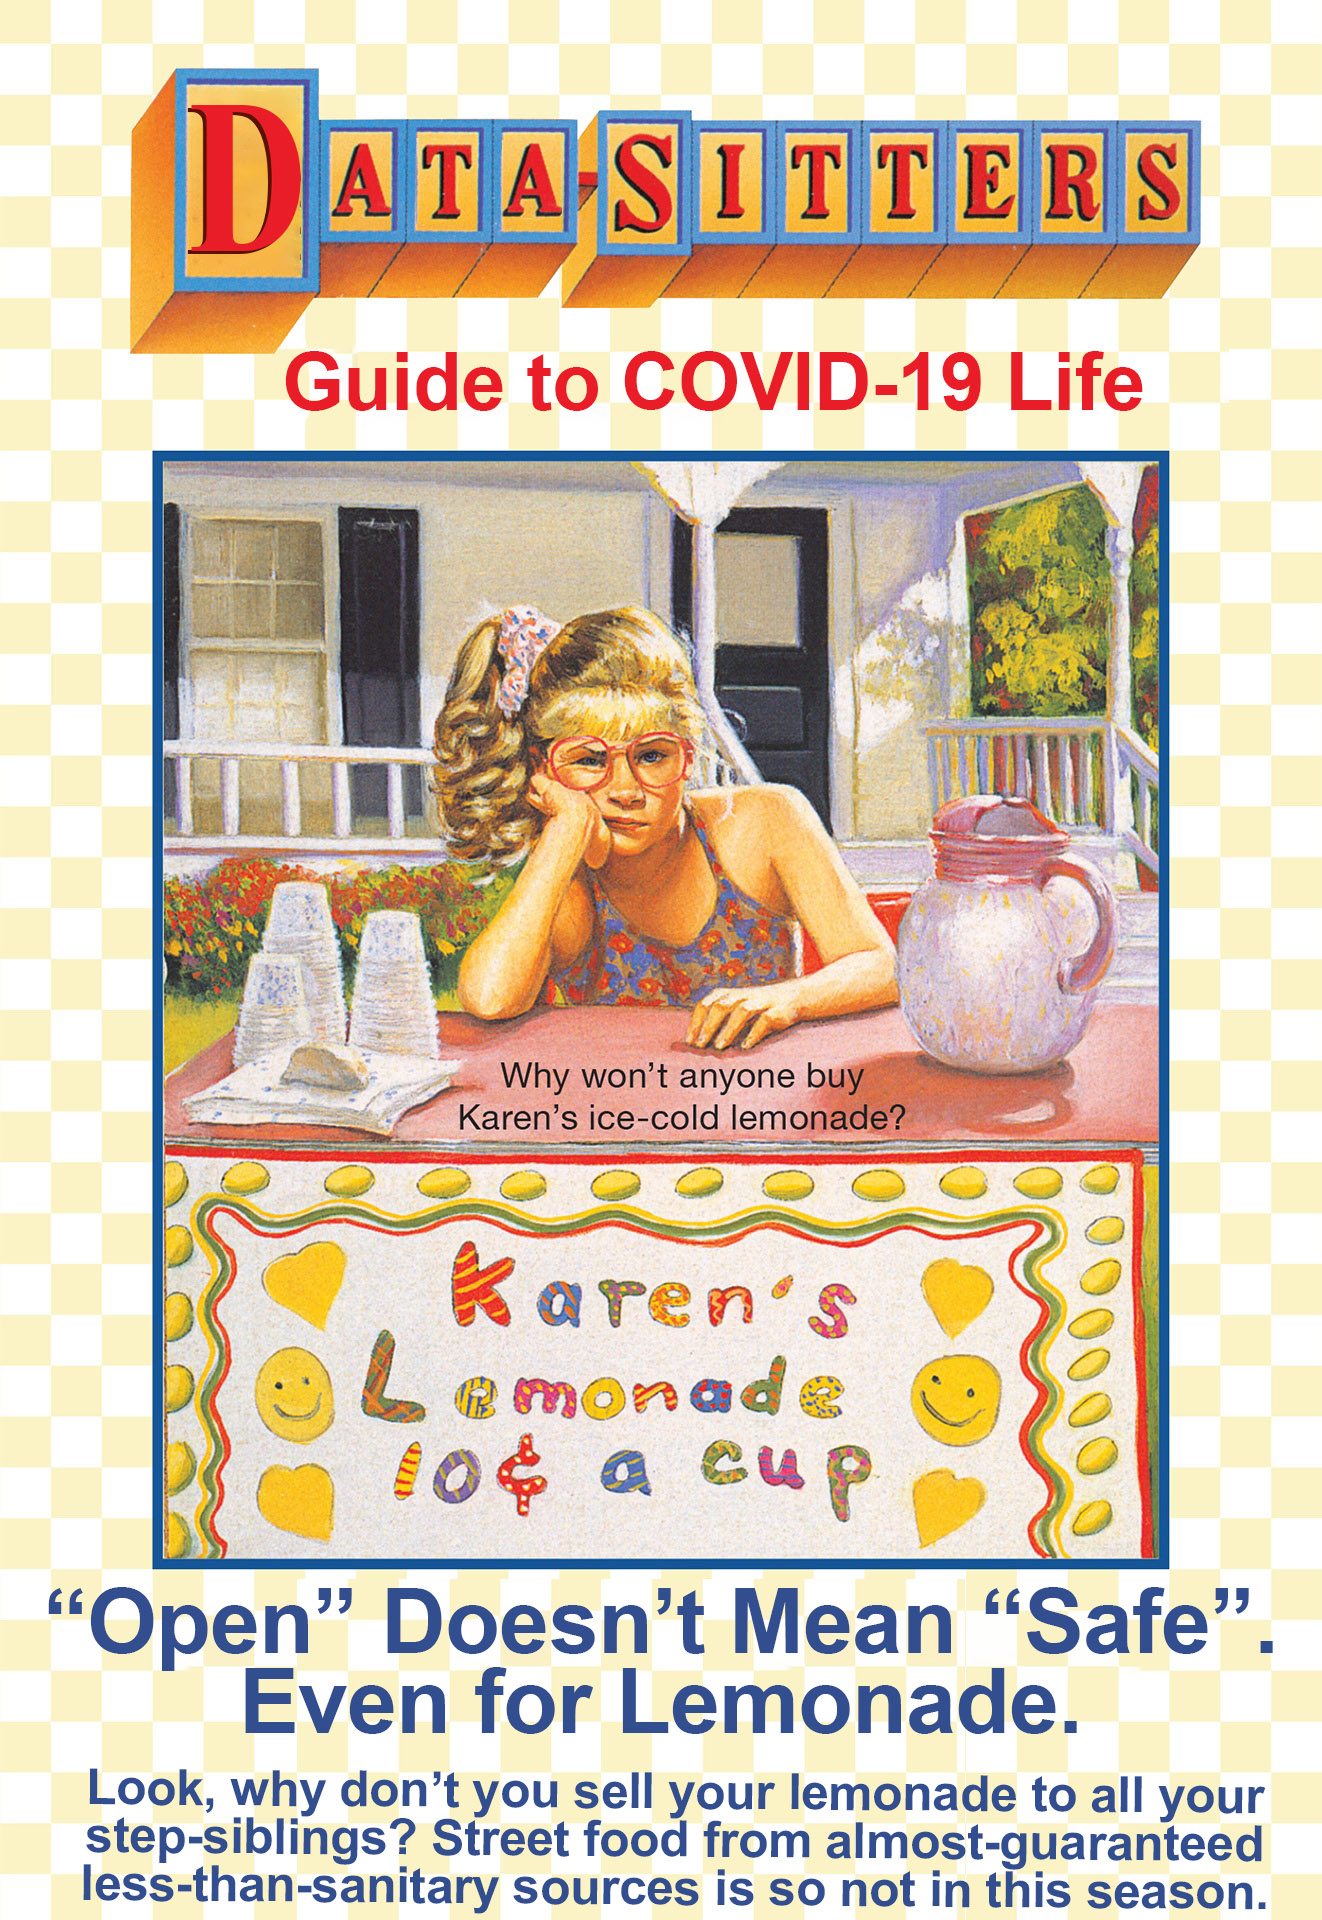 DATA-SITTERS
Guide to COVID-19 Life
Why won't anyone buy
Karen's ice-cold lemonade?
Karen's
Lemonade
10¢ a cup
“Open” Doesn’t Mean “Safe”.
Even for Lemonade.
Look, why don’t you sell your lemonade to all your
step-siblings? Street food from almost-guaranteed
less-than-sanitary sources is so not in this season.